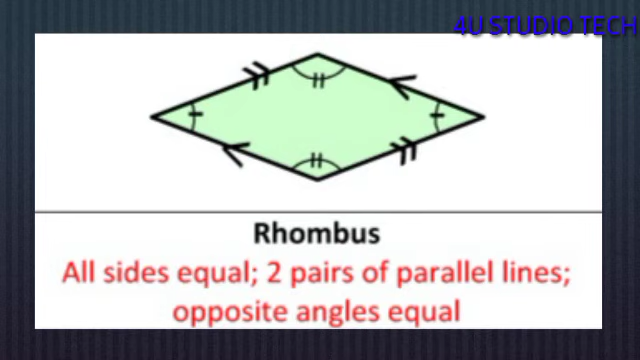 4U STUDIO TECH
Rhombus
All sides equal; 2 pairs of parallel lines;
opposite angles equal